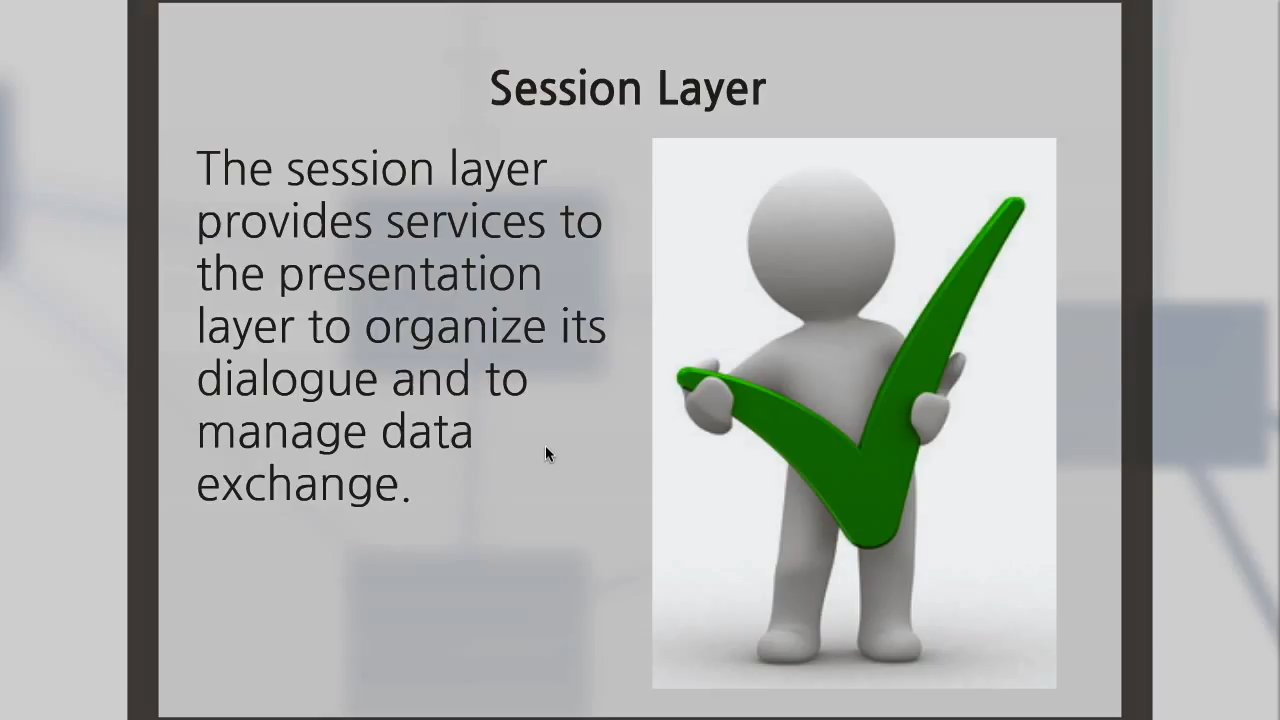 Session Layer
The session layer
provides services to
the presentation
layer to organize its
dialogue and to
manage data
exchange.